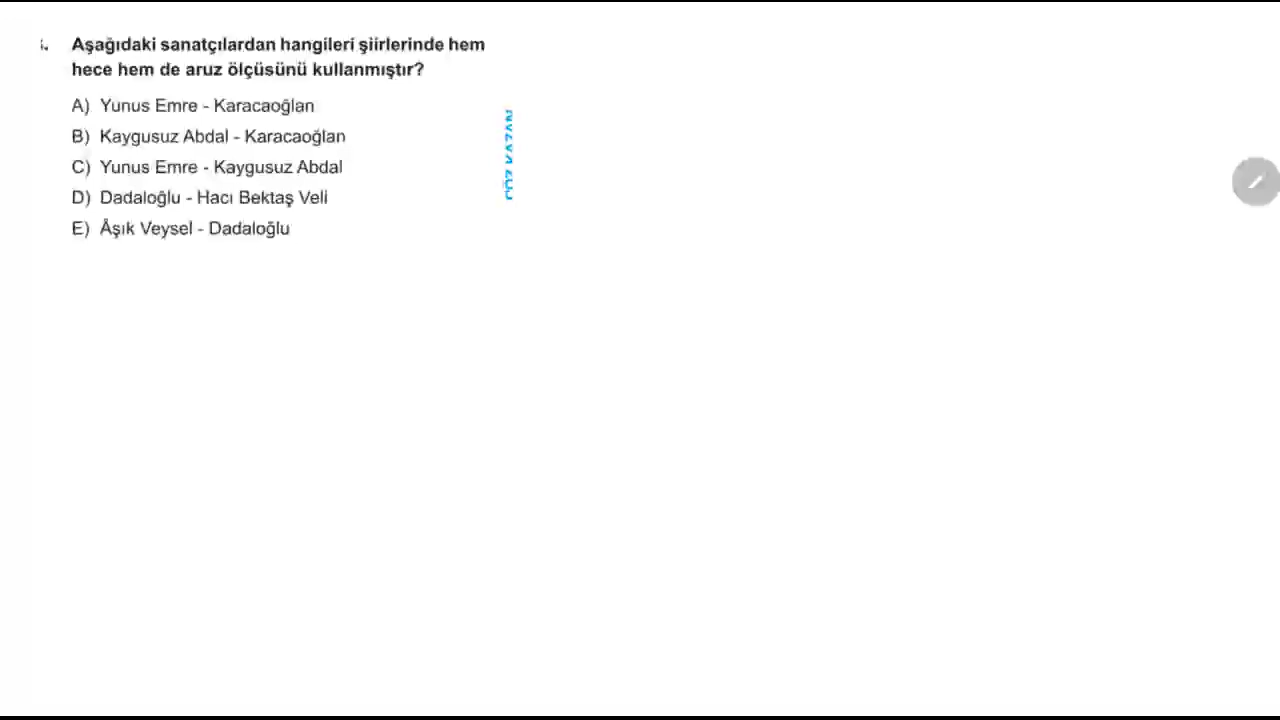 Aşağıdaki sanatçılardan hangileri şiirlerinde hem
hece hem de aruz ölçüsünü kullanmıştır?
A) Yunus Emre - Karacaoğlan
B) Kaygusuz Abdal - Karacaoğlan
C) Yunus Emre - Kaygusuz Abdal
D) Dadaloğlu - Hacı Bektaş Veli
E) Âşık Veysel - Dadaloğlu